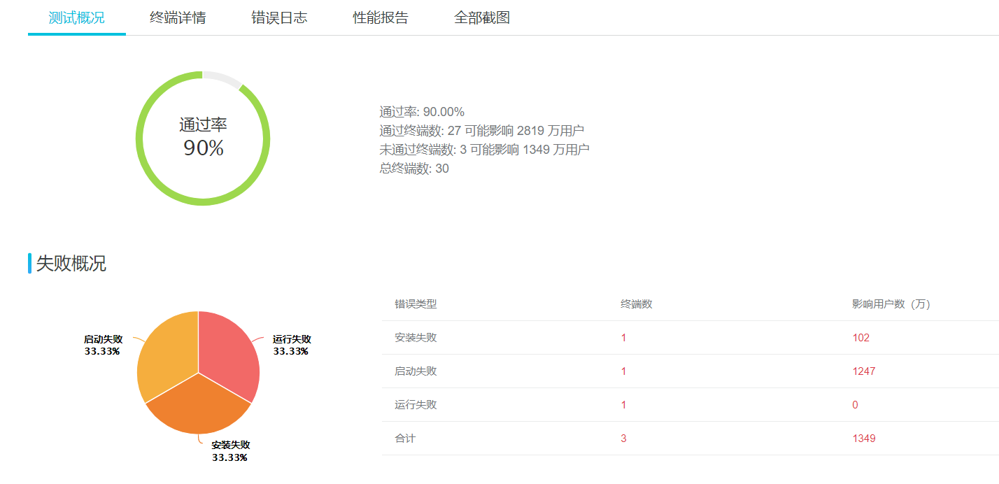 测试概况 终端详情 错误日志 性能报告 全部截图
通过率
90%
通过率: 90.00%
通过终端数: 27 可能影响 2819 万用户
未通过终端数: 3 可能影响 1349 万用户
总终端数: 30
失败概况
启动失败
33.33%
运行失败
33.33%
安装失败
33.33%
错误类型 终端数 影响用户数（万）
安装失败 1 102
启动失败 1 1247
运行失败 1 0
合计 3 1349